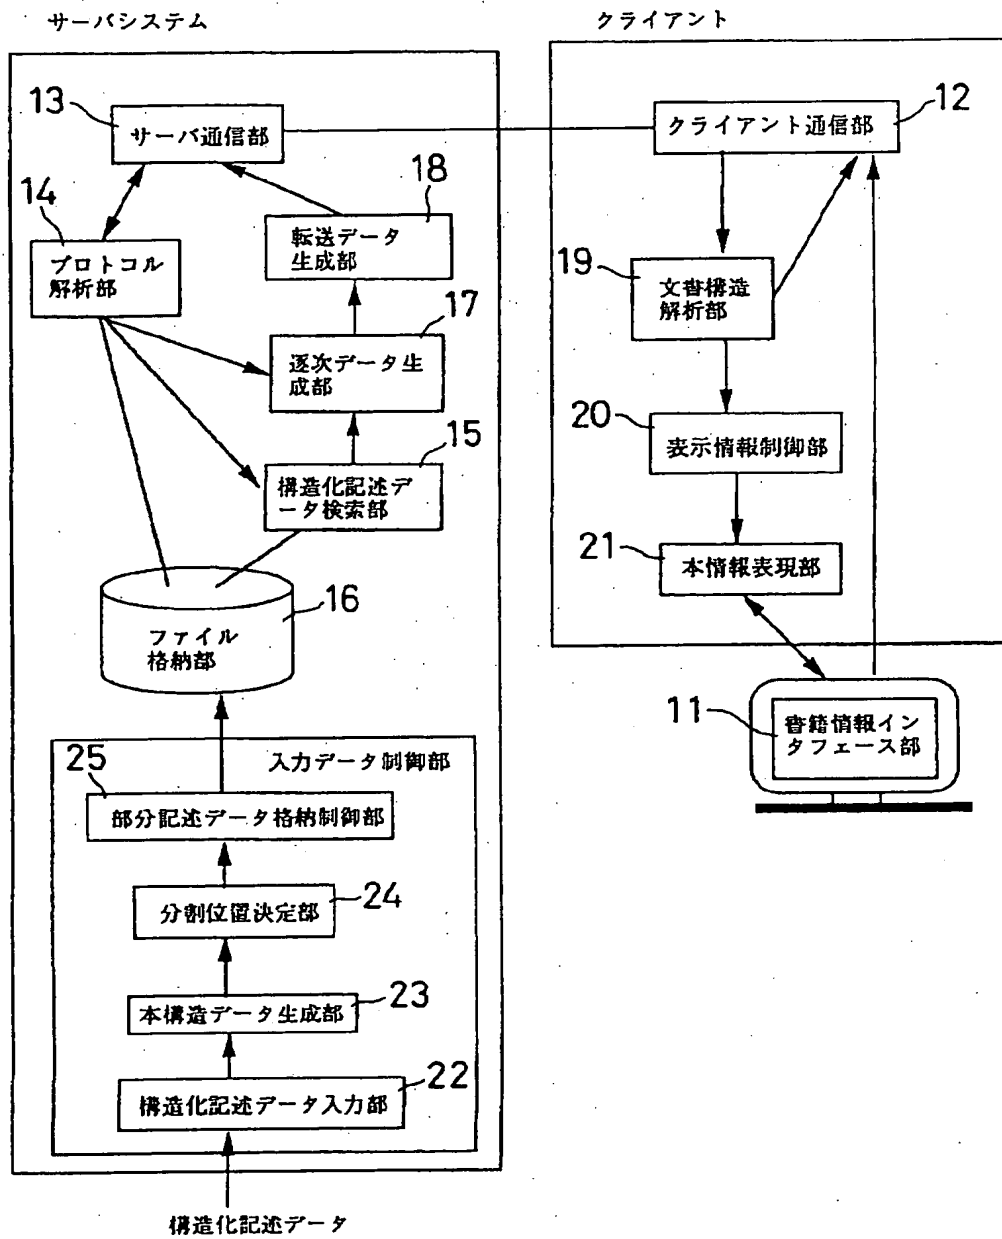 サーバシステム
クライアント
13
サーバ通信部
クライアント通信部
12
14
プロトコル
解析部
18
転送データ
生成部
19
文書構造
解析部
17
逐次データ生
成部
15
構造化記述デ
ータ検索部
20
表示情報制御部
21
本情報表現部
16
ファイル
格納部
11
書籍情報イン
タフェース部
入力データ制御部
25
部分記述データ格納制御部
24
分割位置決定部
23
本構造データ生成部
22
構造化記述データ入力部
構造化記述データ